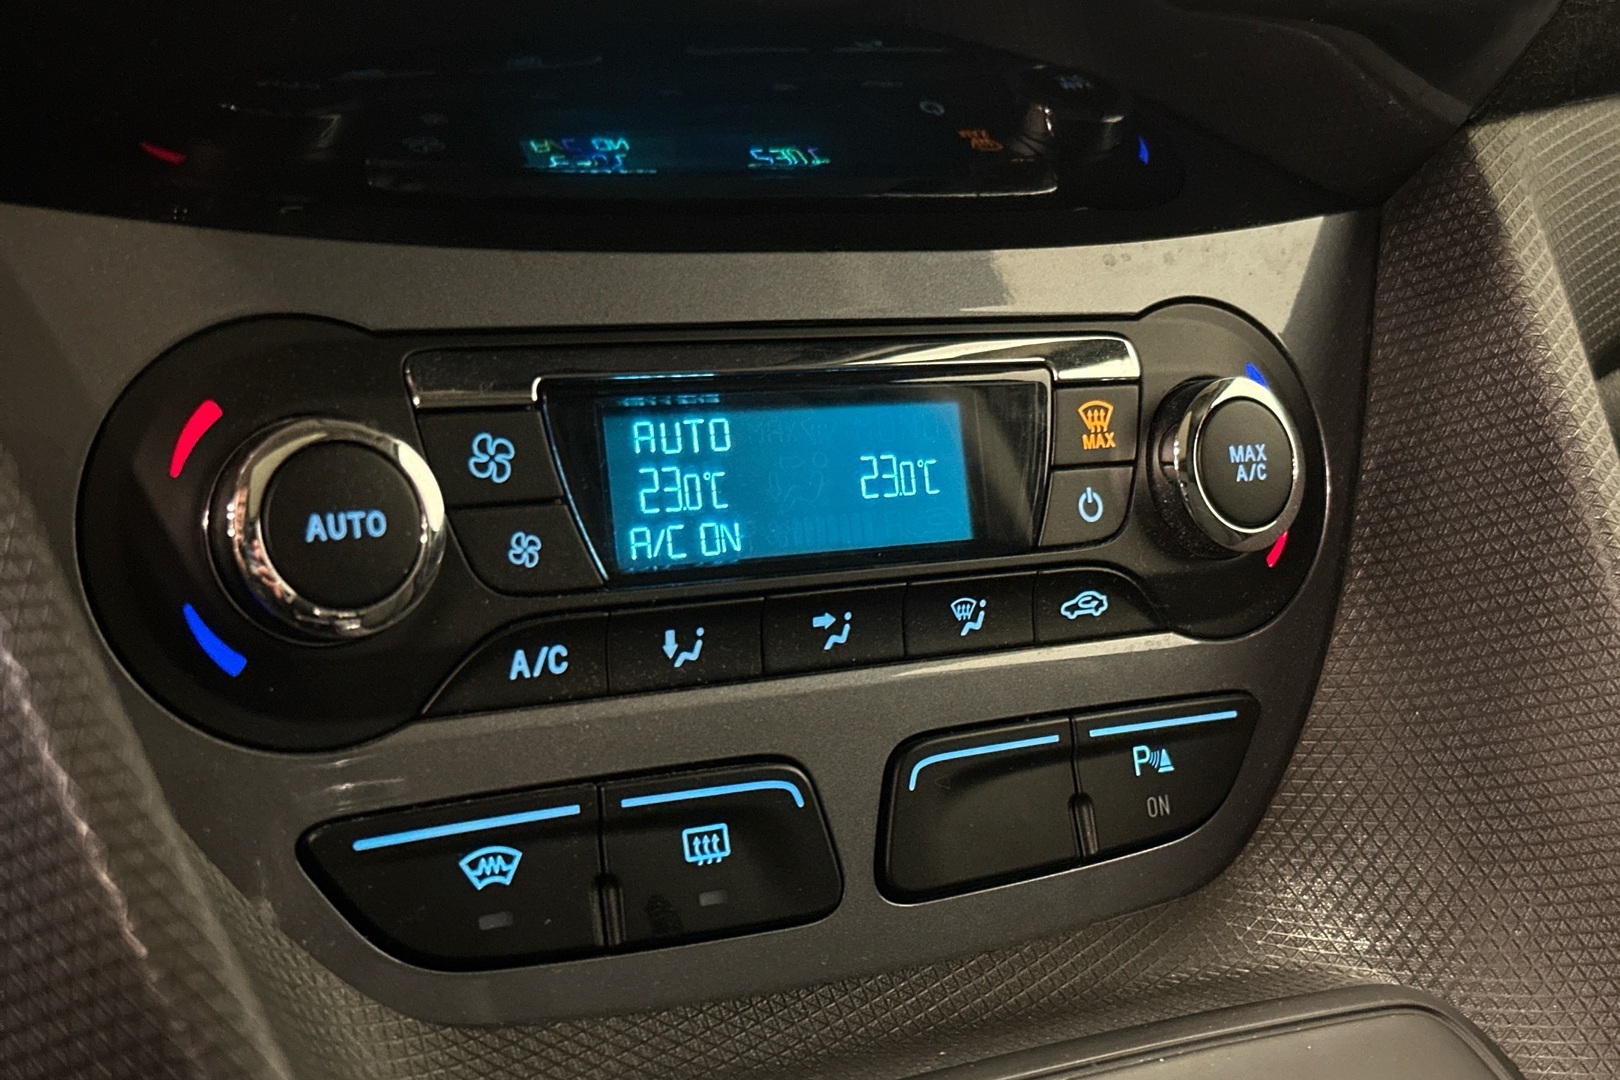 AUTO
23.0°C 23.0°C
A/C ON
MAX
MAX
A/C
AUTO
A/C
P
ON